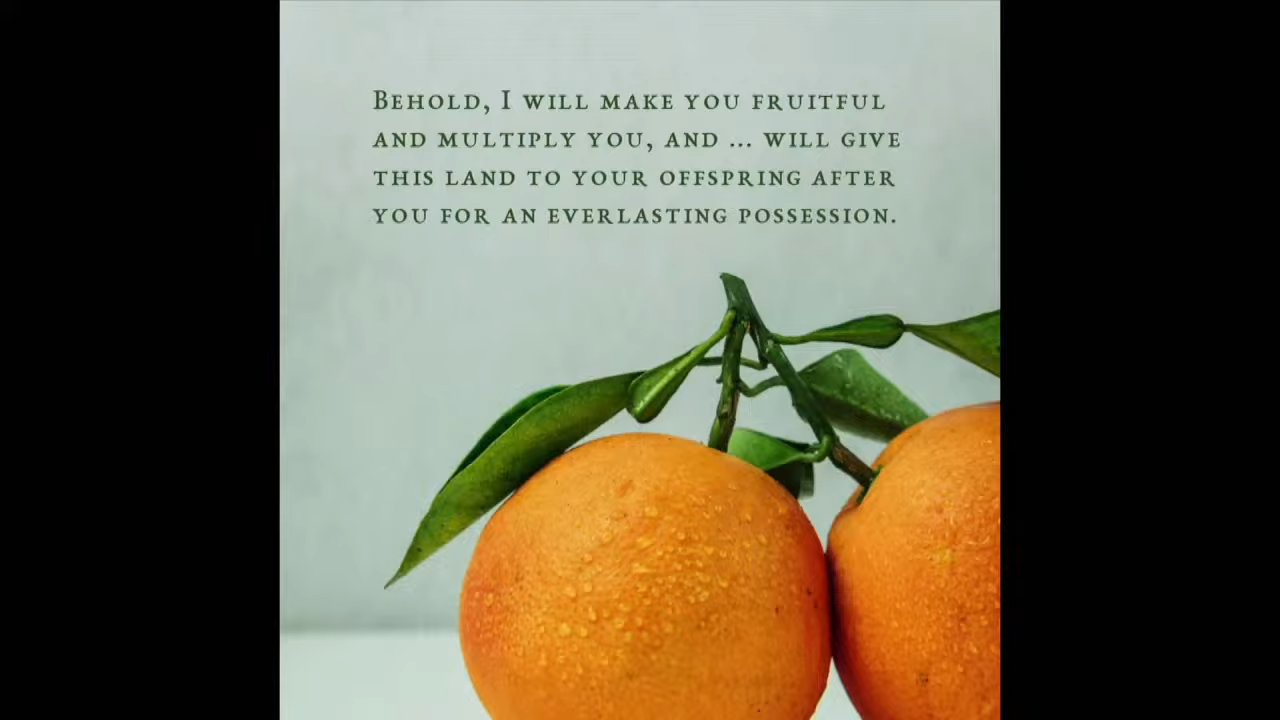 Behold, I will make you fruitful
and multiply you, and ... will give
this land to your offspring after
you for an everlasting possession.